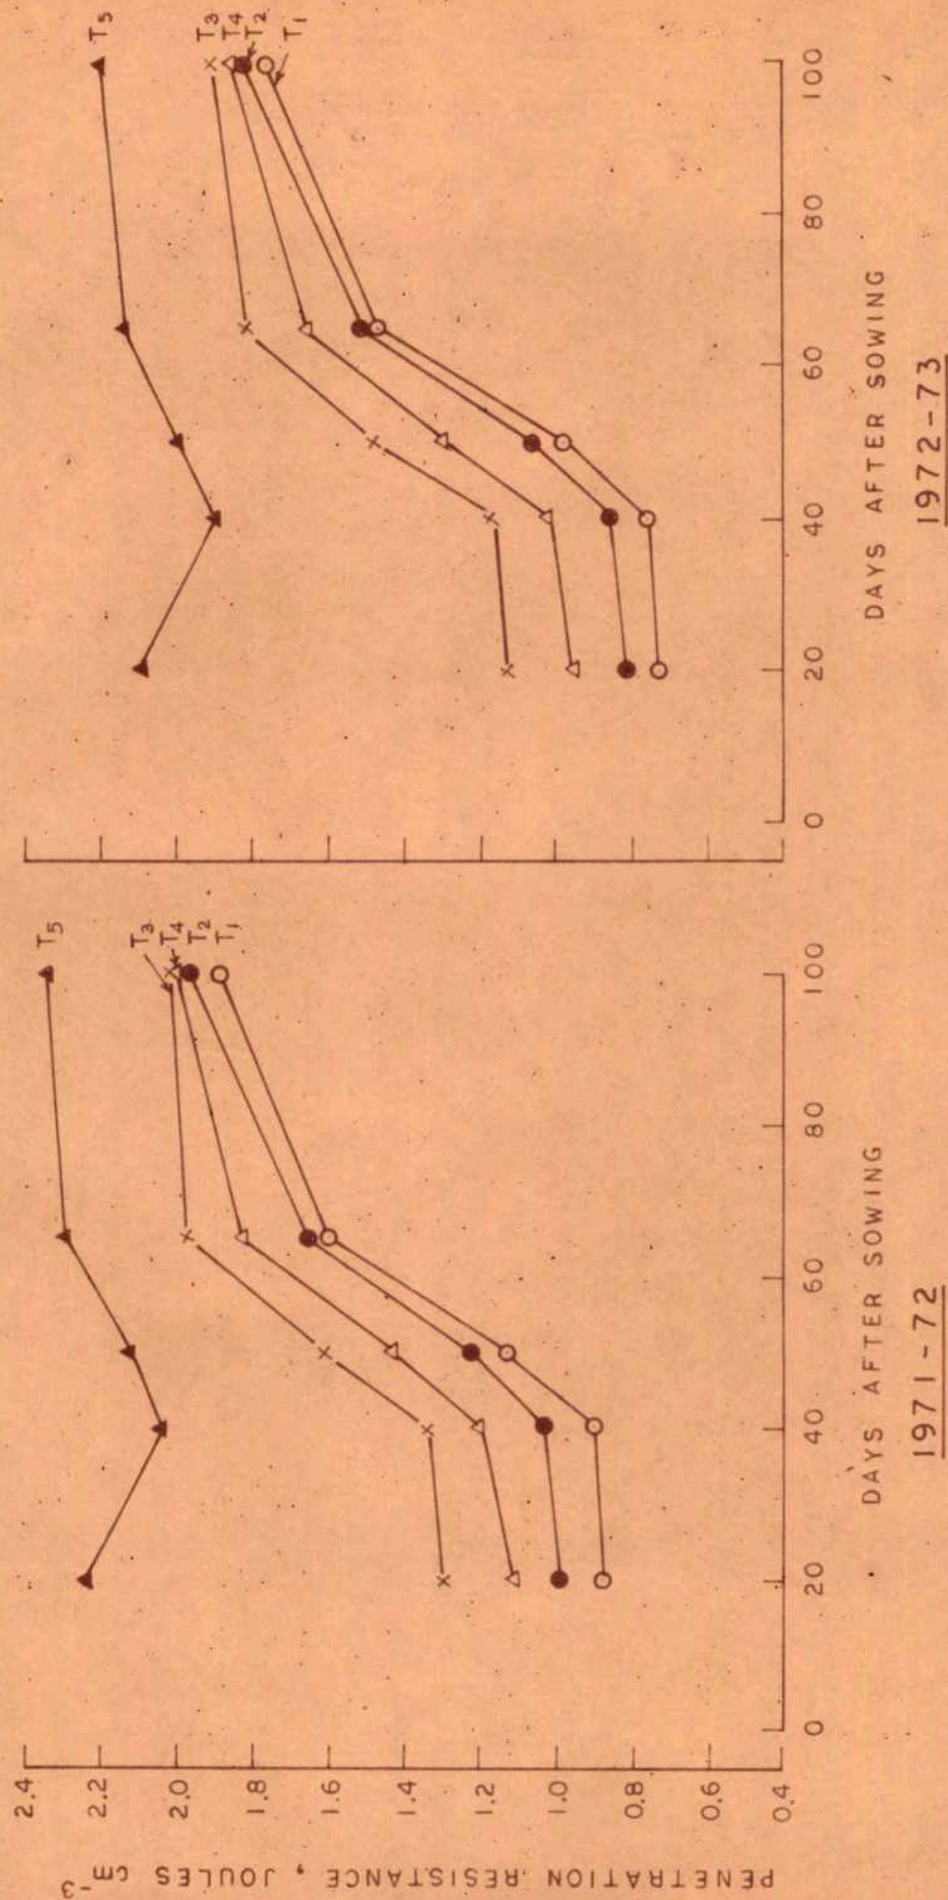 PENETRATION RESISTANCE, JOULES cm⁻³
2.4
2.2
2.0
1.8
1.6
1.4
1.2
1.0
0.8
0.6
0.4
0 20 40 60 80 100
T₅
T₃
T₄
T₂
T₁
DAYS AFTER SOWING
1971-72
0 20 40 60 80 100
T₅
T₃
T₄
T₂
T₁
DAYS AFTER SOWING
1972-73